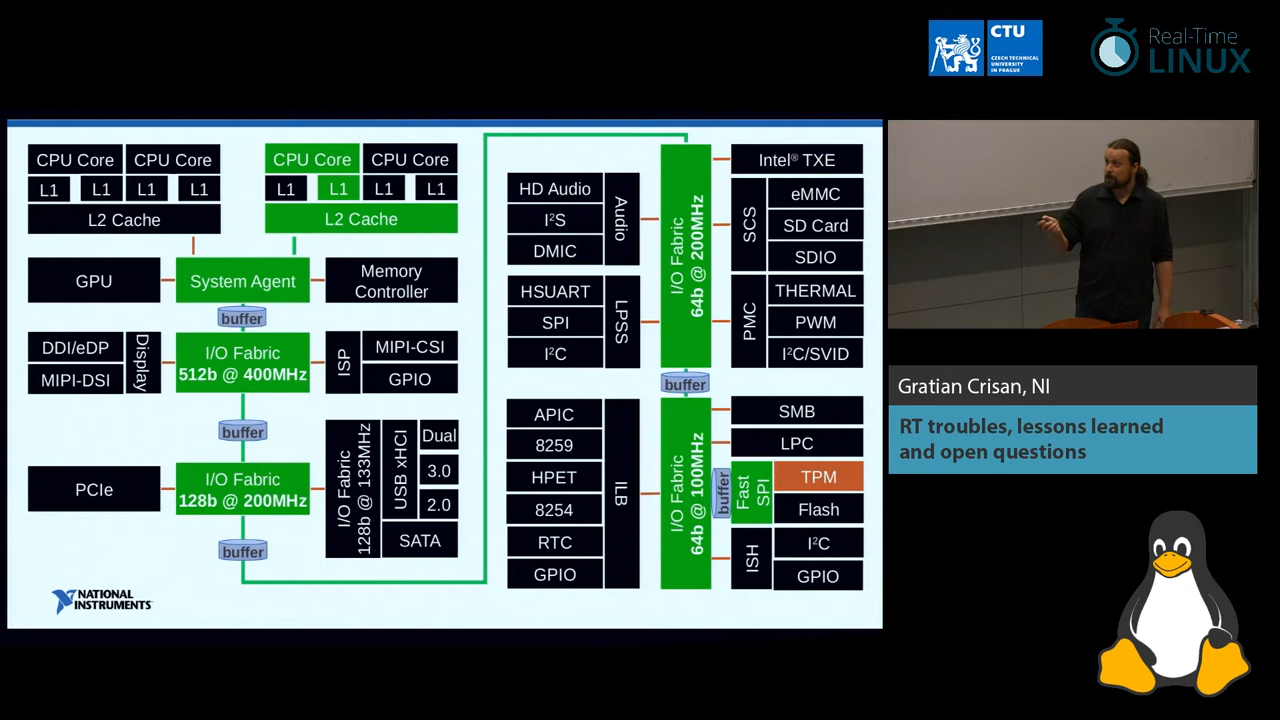 CTU
CZECH TECHNICAL
UNIVERSITY
IN PRAGUE
Real-Time
LINUX
CPU Core
CPU Core
CPU Core
CPU Core
L1
L1
L1
L1
L1
L1
L1
L1
L2 Cache
L2 Cache
GPU
System Agent
Memory
Controller
buffer
DDI/eDP
MIPI-DSI
Display
I/O Fabric
512b @ 400MHz
ISP
MIPI-CSI
GPIO
buffer
PCIe
I/O Fabric
128b @ 200MHz
I/O Fabric
128b @ 133MHz
USB xHCI
Dual
3.0
2.0
SATA
buffer
NATIONAL
INSTRUMENTS
HD Audio
I²S
DMIC
Audio
HSUART
SPI
I²C
LPSS
I/O Fabric
64b @ 200MHz
Intel® TXE
SCS
eMMC
SD Card
SDIO
PMC
THERMAL
PWM
I²C/SVID
buffer
APIC
8259
HPET
8254
RTC
GPIO
ILB
I/O Fabric
64b @ 100MHz
SMB
LPC
buffer
Fast
SPI
TPM
Flash
ISH
I²C
GPIO
Gratian Crisan, NI
RT troubles, lessons learned
and open questions